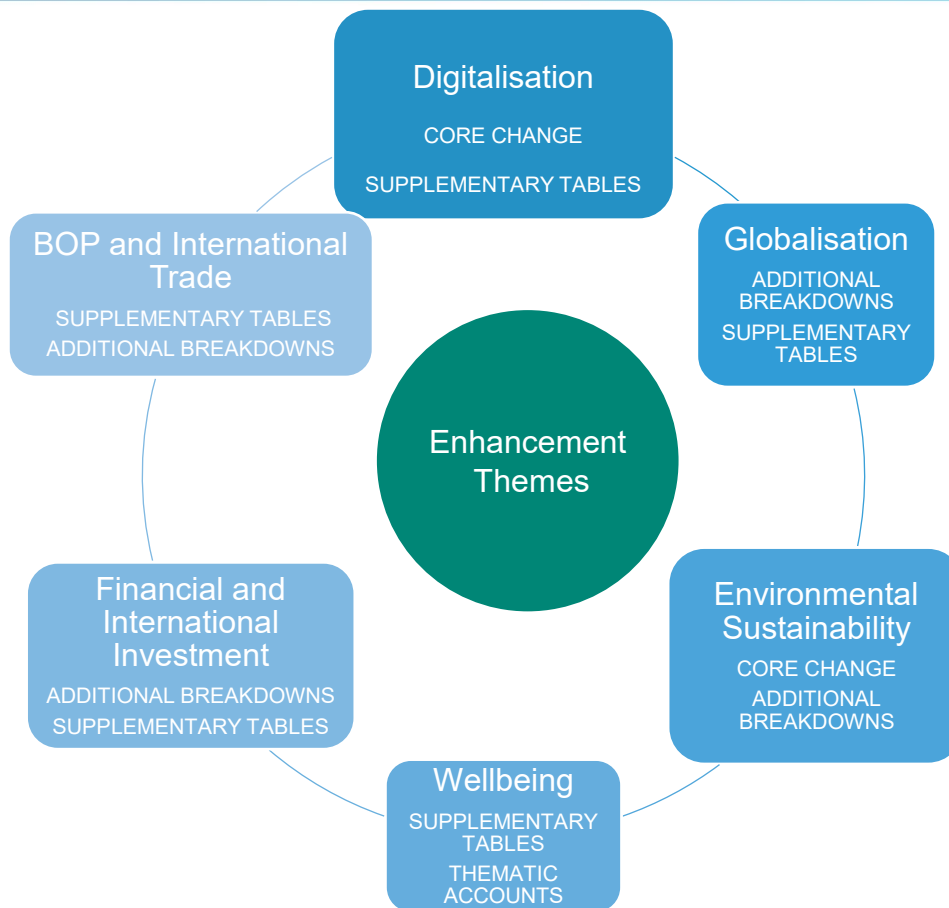 Digitalisation
CORE CHANGE
SUPPLEMENTARY TABLES
Globalisation
ADDITIONAL
BREAKDOWNS
SUPPLEMENTARY
TABLES
Environmental
Sustainability
CORE CHANGE
ADDITIONAL
BREAKDOWNS
Wellbeing
SUPPLEMENTARY
TABLES
THEMATIC
ACCOUNTS
Financial and
International
Investment
ADDITIONAL BREAKDOWNS
SUPPLEMENTARY TABLES
BOP and International
Trade
SUPPLEMENTARY TABLES
ADDITIONAL BREAKDOWNS
Enhancement
Themes